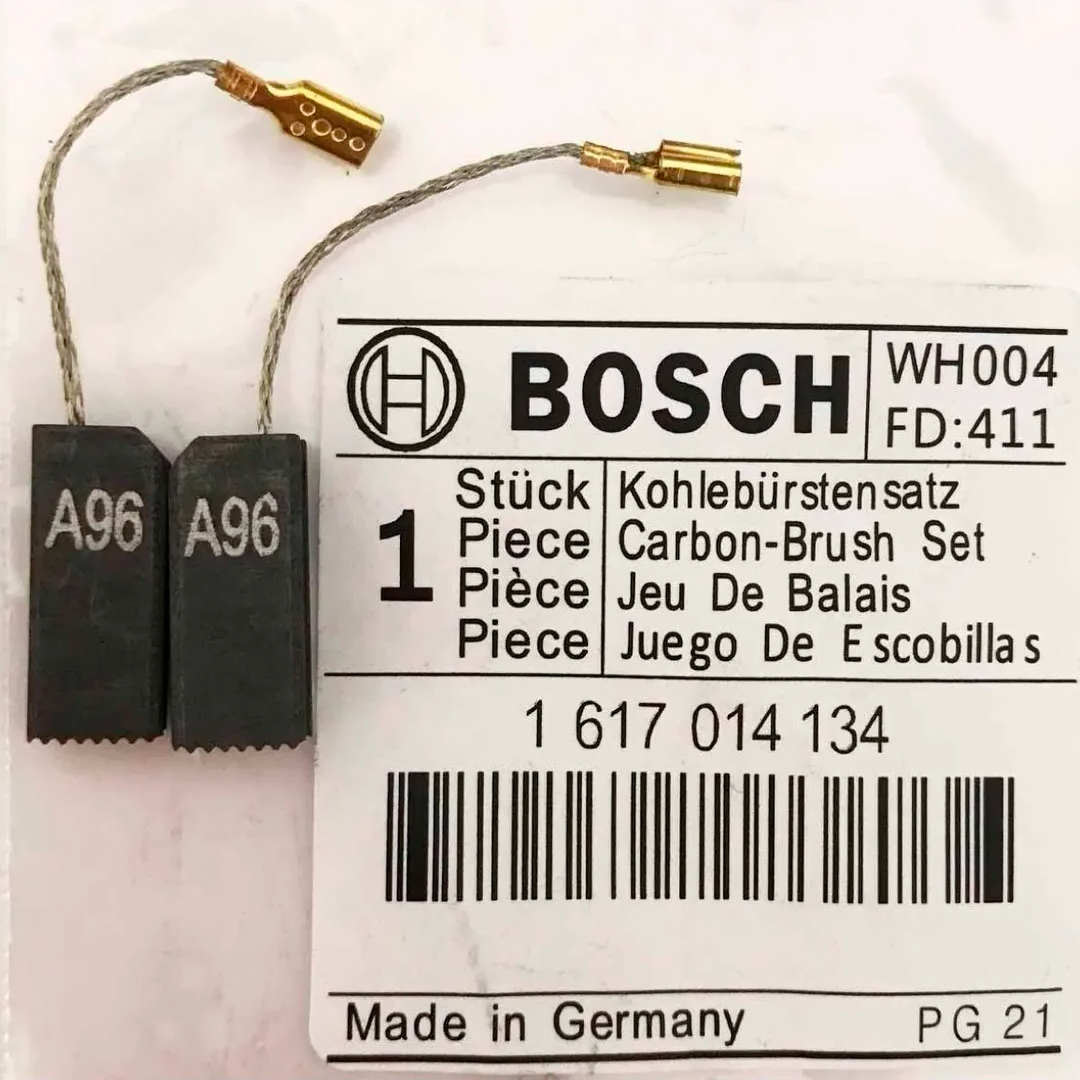 A96
A96
BOSCH
WH004
FD:411
1
Stück Kohlebürstensatz
Piece Carbon-Brush Set
Pièce Jeu De Balais
Piece Juego De Escobillas
1 617 014 134
Made in Germany PG 21